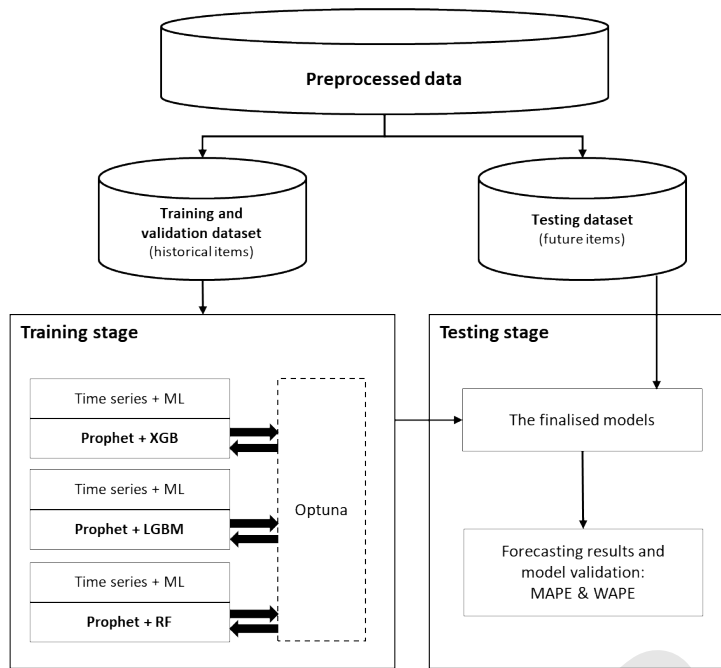 Preprocessed data
Training and
validation dataset
(historical items)
Testing dataset
(future items)
Training stage
Time series + ML
Prophet + XGB
Time series + ML
Prophet + LGBM
Time series + ML
Prophet + RF
Optuna
Testing stage
The finalised models
Forecasting results and
model validation:
MAPE & WAPE